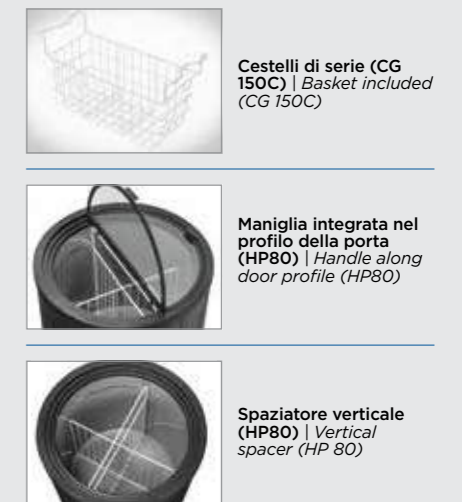 Cestelli di serie (CG
150C) | Basket included
(CG 150C)
Maniglia integrata nel
profilo della porta
(HP80) | Handle along
door profile (HP80)
Spaziatore verticale
(HP80) | Vertical
spacer (HP 80)